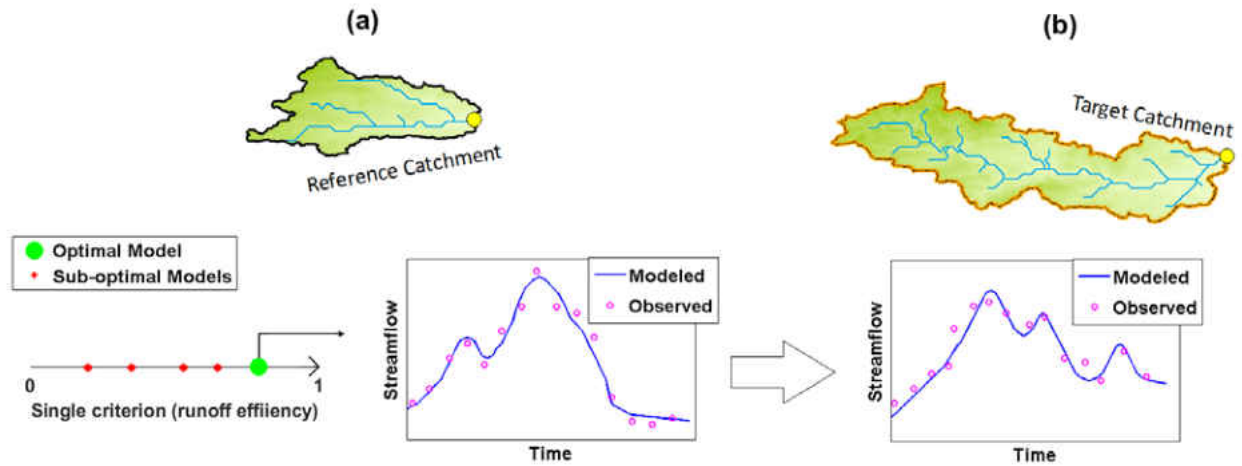 (a)
(b)
Reference Catchment
Target Catchment
Optimal Model
Sub-optimal Models
0
1
Single criterion (runoff effiiency)
Streamflow
Modeled
Observed
Time
Streamflow
Modeled
Observed
Time